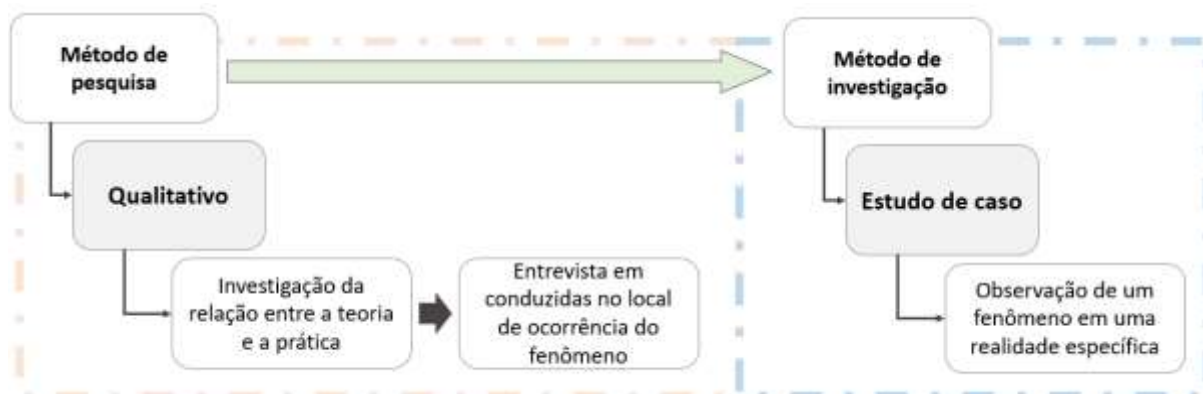 Método de
pesquisa
Qualitativo
Investigação da
relação entre a teoria
e a prática
Entrevista em
conduzidas no local
de ocorrência do
fenômeno
Método de
investigação
Estudo de caso
Observação de um
fenômeno em uma
realidade específica